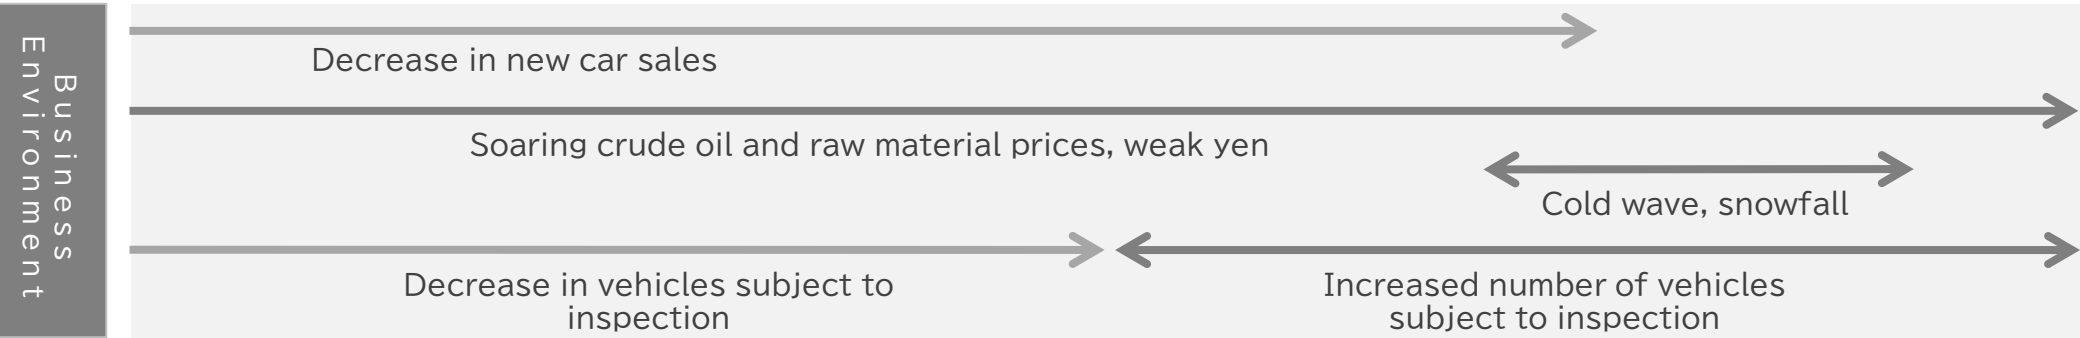 Business
Environment
Decrease in new car sales
Soaring crude oil and raw material prices, weak yen
Cold wave, snowfall
Decrease in vehicles subject to
inspection
Increased number of vehicles
subject to inspection